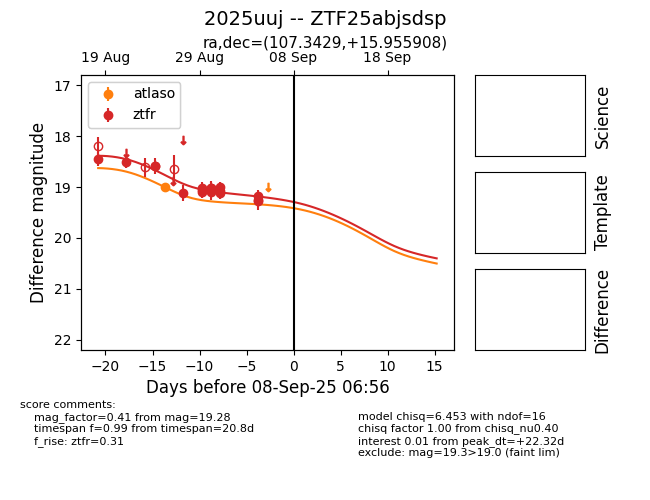 2025uuj -- ZTF25abjsdsp
ra,dec=(107.3429,+15.955908)
19 Aug 29 Aug 08 Sep 18 Sep
atlaso
ztfr
Difference magnitude
17
18
19
20
21
22
−20 −15 −10 −5 0 5 10 15
Days before 08-Sep-25 06:56
Science
Template
Difference
score comments:
mag_factor=0.41 from mag=19.28
timespan f=0.99 from timespan=20.8d
f_rise: ztfr=0.31
model chisq=6.453 with ndof=16
chisq factor 1.00 from chisq_nu0.40
interest 0.01 from peak_dt=+22.32d
exclude: mag=19.3>19.0 (faint lim)